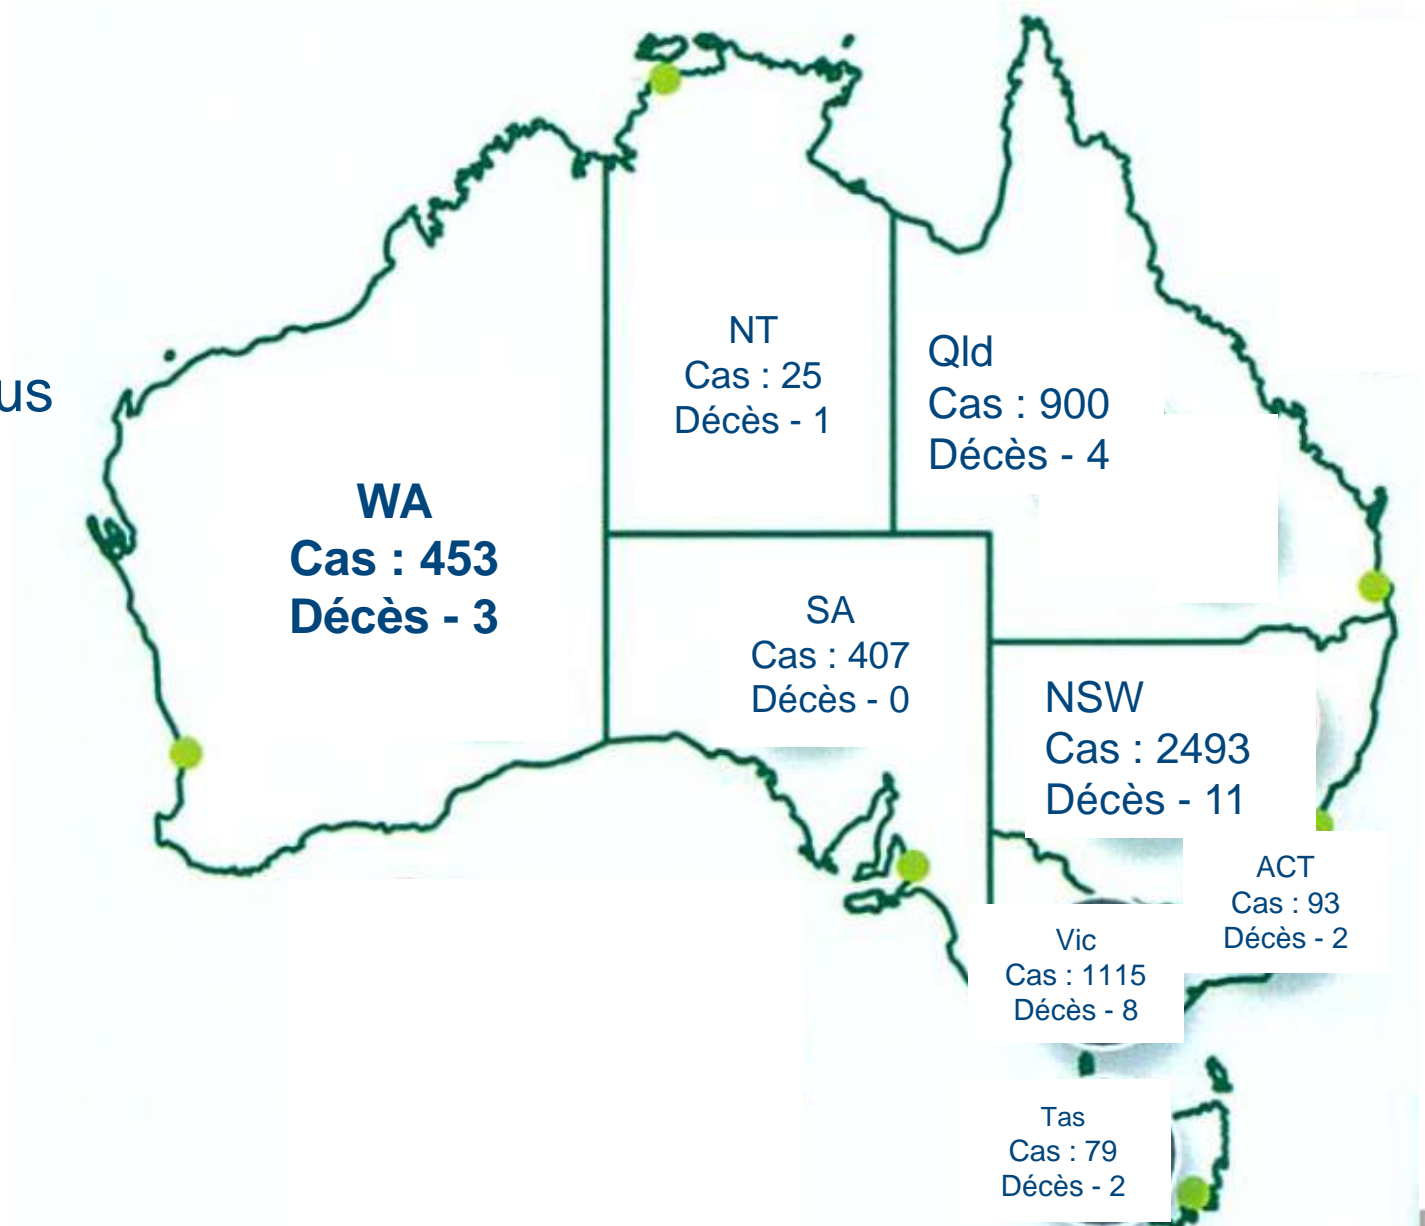 us
NT
Cas : 25
Décès - 1
Qld
Cas : 900
Décès - 4
WA
Cas : 453
Décès - 3
SA
Cas : 407
Décès - 0
NSW
Cas : 2493
Décès - 11
ACT
Cas : 93
Décès - 2
Vic
Cas : 1115
Décès - 8
Tas
Cas : 79
Décès - 2